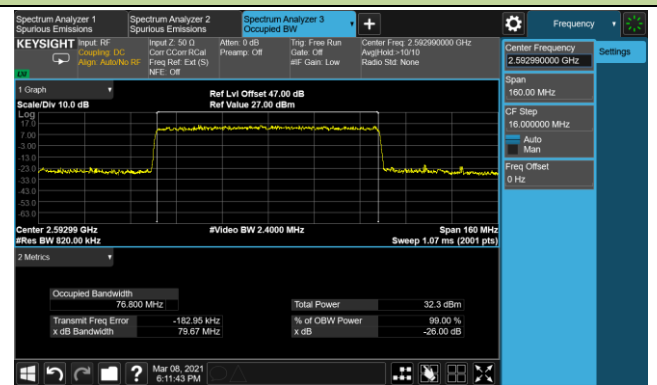 Spectrum Analyzer 1
Spurious Emissions
Spectrum Analyzer 2
Spurious Emissions
Spectrum Analyzer 3
Occupied BW
+
Frequency
KEYSIGHT
Input: RF
Coupling: DC
Align: Auto/No RF
Input Z: 50 Ω
Corr CCorr RCal
Freq Ref: Ext (S)
NFE: Off
Atten: 0 dB
Preamp: Off
Trig: Free Run
Gate: Off
#IF Gain: Low
Center Freq: 2.592990000 GHz
Avg|Hold:>10/10
Radio Std: None
Center Frequency
2.592990000 GHz
Settings
Span
160.00 MHz
CF Step
16.000000 MHz
Auto
Man
Freq Offset
0 Hz
1 Graph
Scale/Div 10.0 dB
Ref Lvl Offset 47.00 dB
Ref Value 27.00 dBm
Log
17.0
7.00
-3.00
-13.0
-23.0
-33.0
-43.0
-53.0
-63.0
Center 2.59299 GHz
#Res BW 820.00 kHz
#Video BW 2.4000 MHz
Span 160 MHz
Sweep 1.07 ms (2001 pts)
2 Metrics
Occupied Bandwidth
76.800 MHz
Total Power 32.3 dBm
Transmit Freq Error -182.95 kHz
% of OBW Power 99.00 %
x dB Bandwidth 79.67 MHz
x dB -26.00 dB
?
Mar 08, 2021
6:11:43 PM